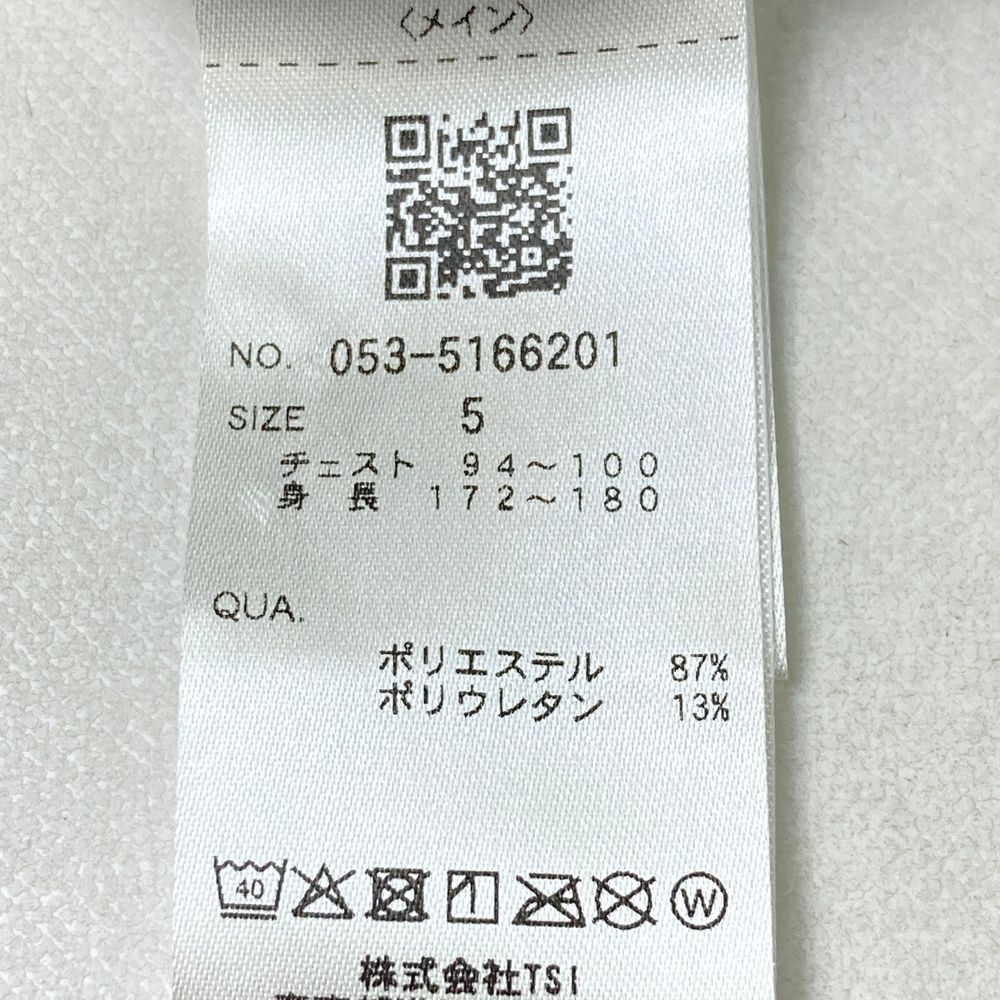 〈メイン〉
NO. 053-5166201
SIZE 5
チェスト 94〜100
身長 172〜180
QUA.
ポリエステル 87%
ポリウレタン 13%
40 W
株式会社TSI